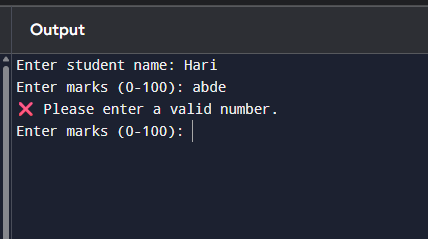 Output
Enter student name: Hari
Enter marks (0-100): abde
❌ Please enter a valid number.
Enter marks (0-100):